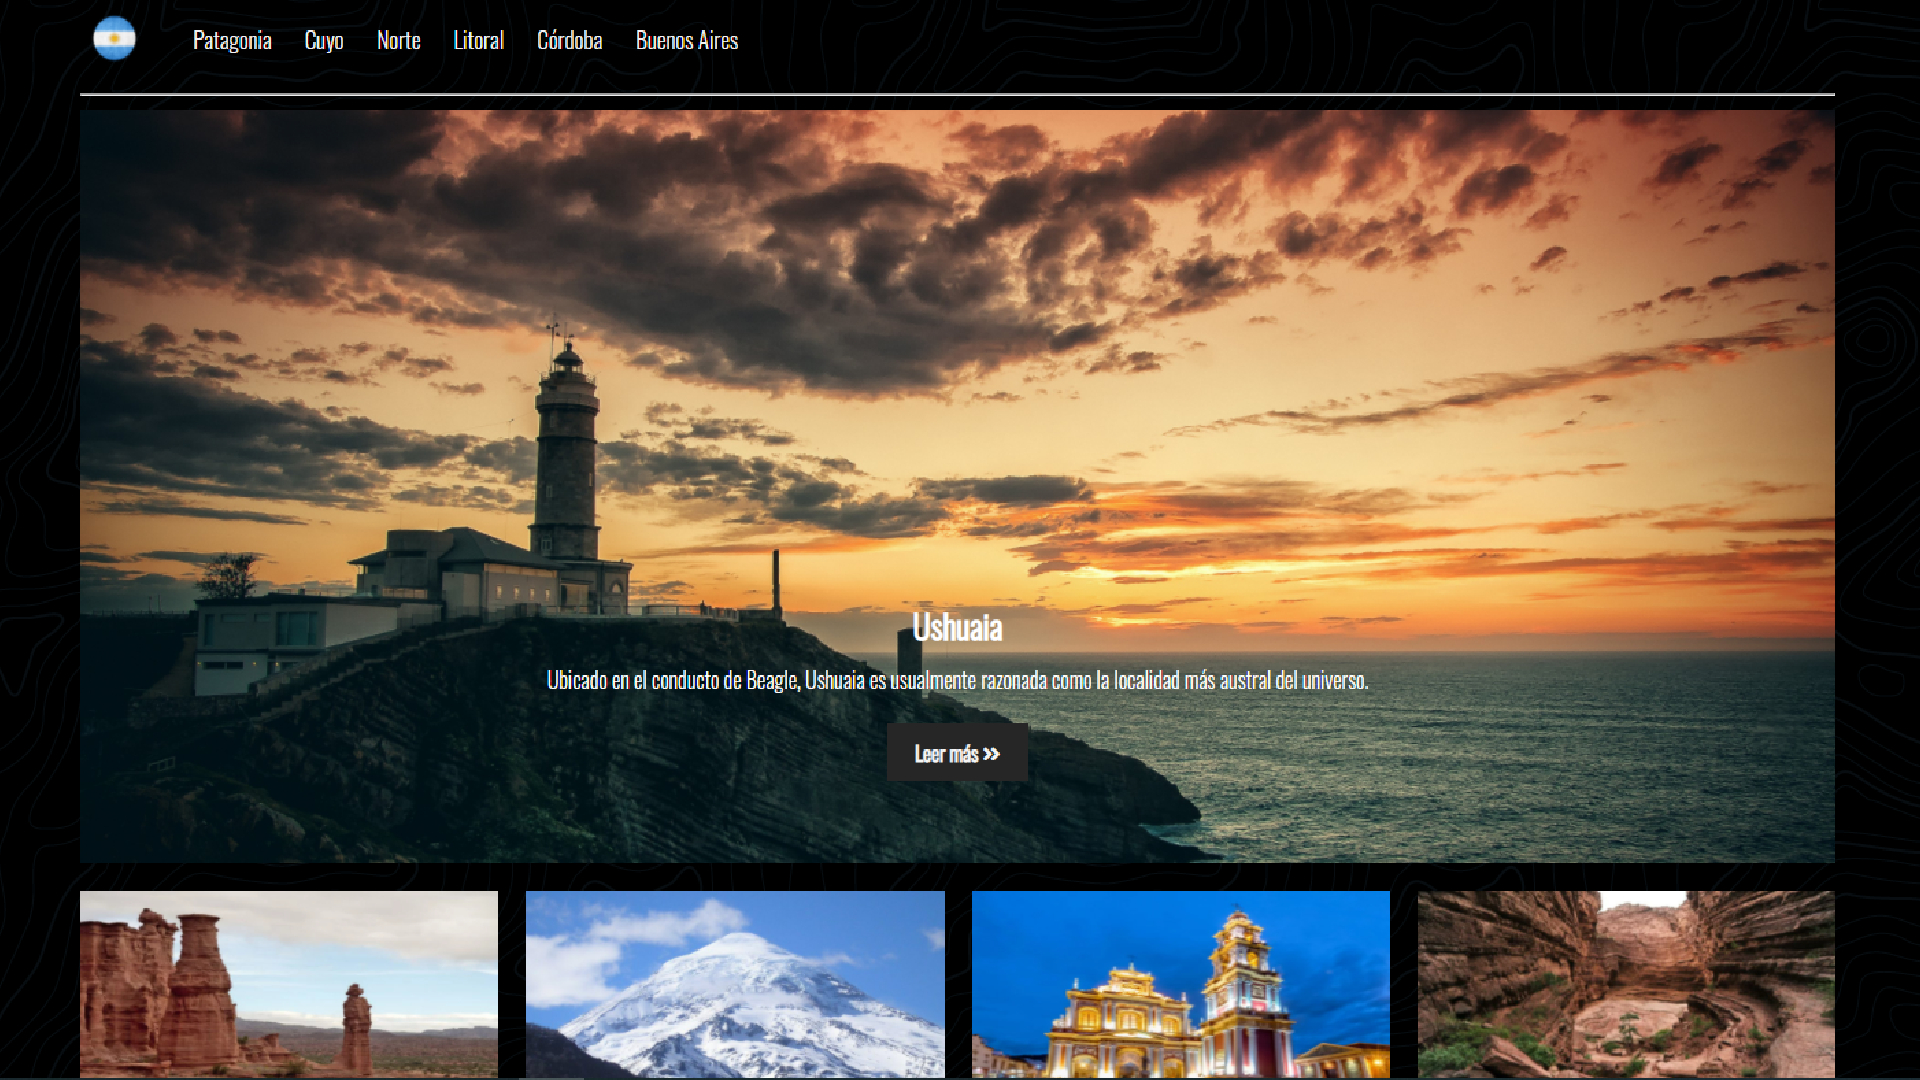 Patagonia Cuyo Norte Litoral Córdoba Buenos Aires
Ushuaia
Ubicado en el conducto de Beagle, Ushuaia es usualmente razonada como la localidad más austral del universo.
Leer más »